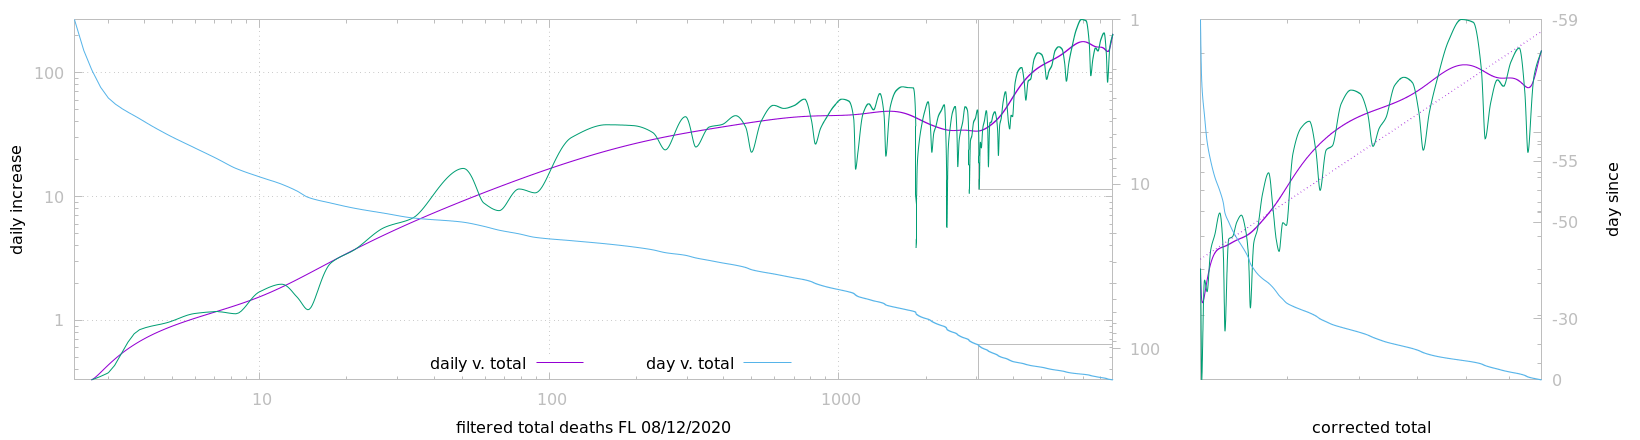 daily increase
100
10
1
daily v. total
day v. total
10
100
1000
filtered total deaths FL 08/12/2020
1
10
100
-59
-55
-50
-30
0
day since
corrected total